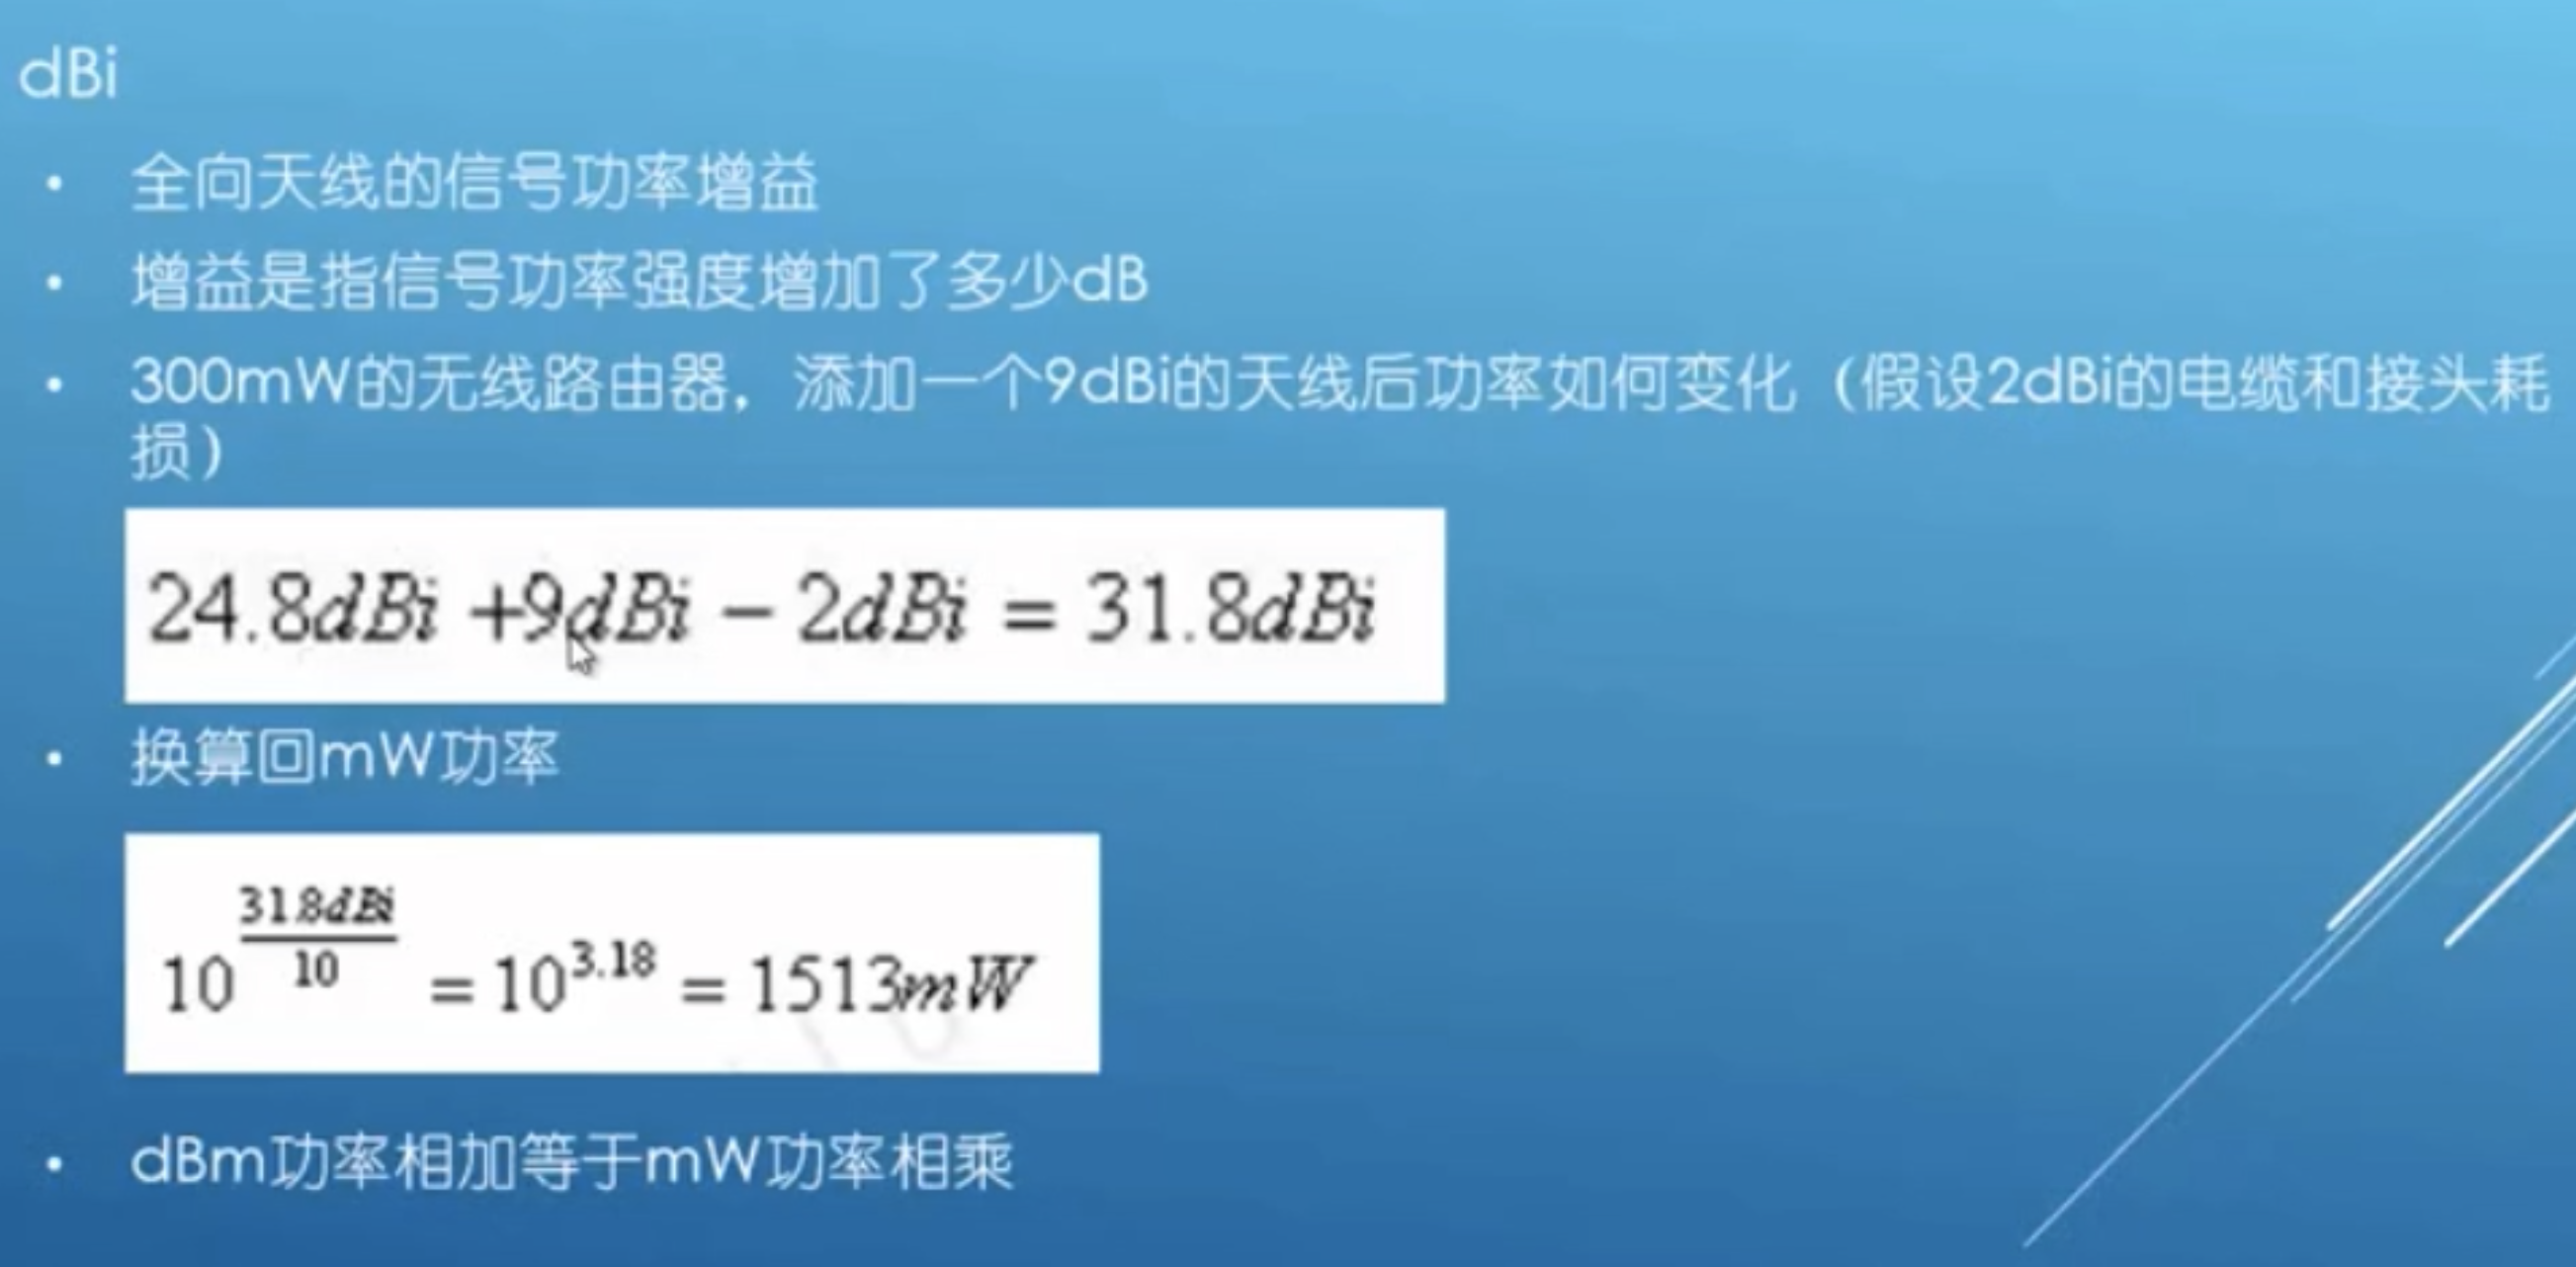 dBi
• 全向天线的信号功率增益
• 增益是指信号功率强度增加了多少dB
• 300mW的无线路由器，添加一个9dBi的天线后功率如何变化（假设2dBi的电缆和接头耗
损）
24.8dBi +9dBi − 2dBi = 31.8dBi
• 换算回mW功率
10^(31.8dBi/10) = 10^3.18 = 1513mW
• dBm功率相加等于mW功率相乘